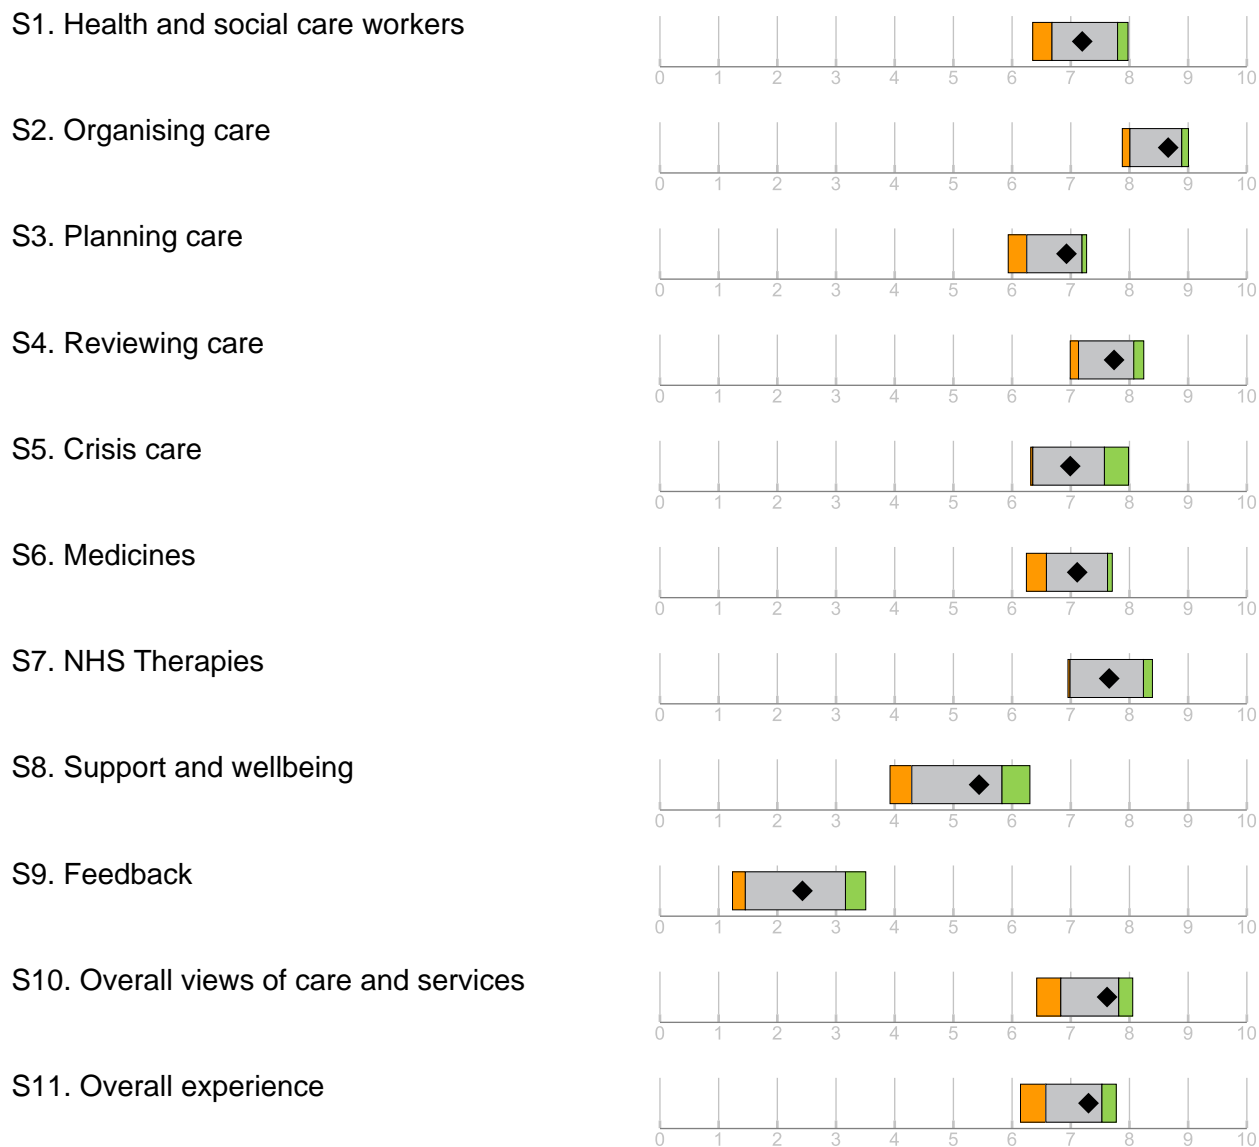 S1. Health and social care workers
0 1 2 3 4 5 6 7 8 9 10
S2. Organising care
0 1 2 3 4 5 6 7 8 9 10
S3. Planning care
0 1 2 3 4 5 6 7 8 9 10
S4. Reviewing care
0 1 2 3 4 5 6 7 8 9 10
S5. Crisis care
0 1 2 3 4 5 6 7 8 9 10
S6. Medicines
0 1 2 3 4 5 6 7 8 9 10
S7. NHS Therapies
0 1 2 3 4 5 6 7 8 9 10
S8. Support and wellbeing
0 1 2 3 4 5 6 7 8 9 10
S9. Feedback
0 1 2 3 4 5 6 7 8 9 10
S10. Overall views of care and services
0 1 2 3 4 5 6 7 8 9 10
S11. Overall experience
0 1 2 3 4 5 6 7 8 9 10